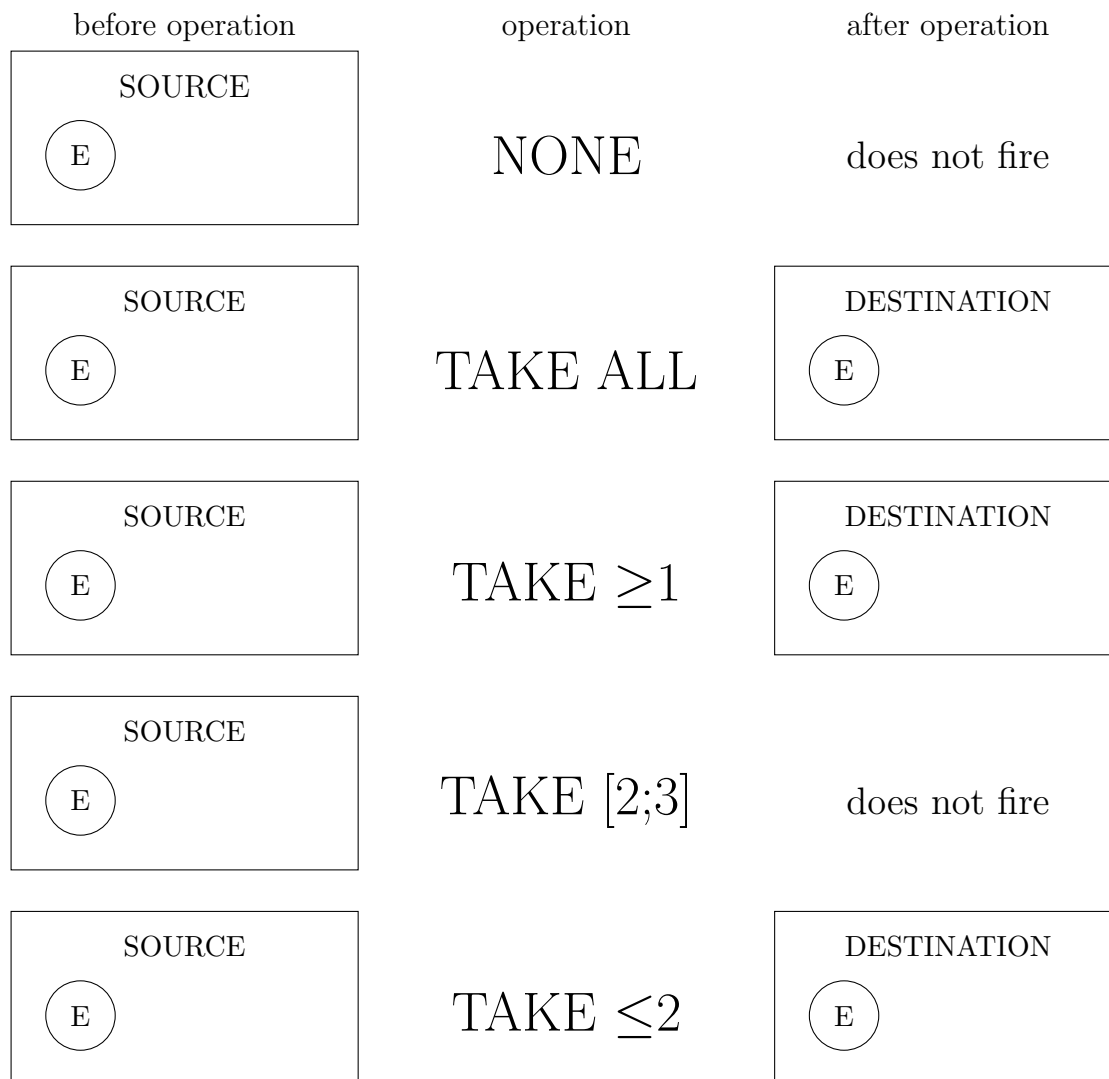 before operation operation after operation
SOURCE
E NONE does not fire
SOURCE DESTINATION
E TAKE ALL E
SOURCE DESTINATION
E TAKE ≥1 E
SOURCE
E TAKE [2;3] does not fire
SOURCE DESTINATION
E TAKE ≤2 E